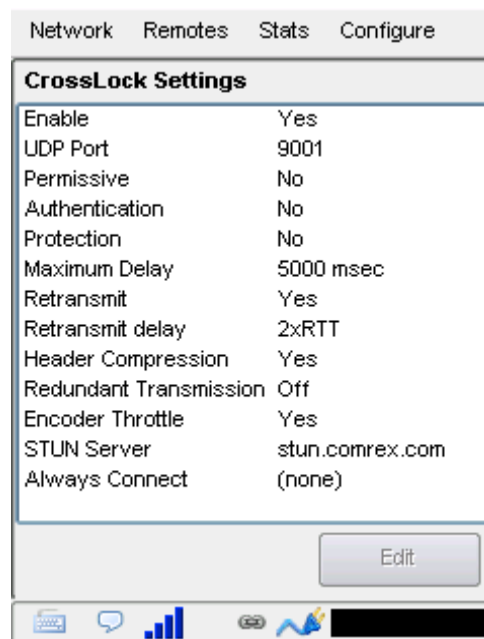 Network Remotes Stats Configure
CrossLock Settings
Enable Yes
UDP Port 9001
Permissive No
Authentication No
Protection No
Maximum Delay 5000 msec
Retransmit Yes
Retransmit delay 2xRTT
Header Compression Yes
Redundant Transmission Off
Encoder Throttle Yes
STUN Server stun.comrex.com
Always Connect (none)
Edit